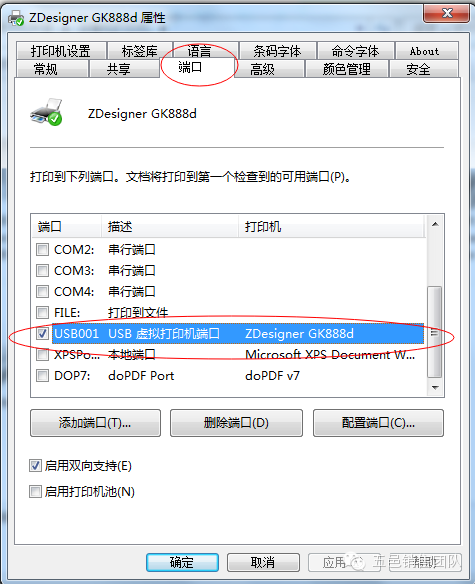 ZDesigner GK888d 属性
打印机设置 标签库 语言 条码字体 命令字体 About
常规 共享 端口 高级 颜色管理 安全
ZDesigner GK888d
打印到下列端口。文档将打印到第一个检查到的可用端口(P)。
端口 描述 打印机
COM2: 串行端口
COM3: 串行端口
COM4: 串行端口
FILE: 打印到文件
USB001 USB 虚拟打印机端口 ZDesigner GK888d
XPSPo... 本地端口 Microsoft XPS Document W...
DOP7: doPDF Port doPDF v7
添加端口(T)... 删除端口(D) 配置端口(C)...
启用双向支持(E)
启用打印机池(N)
确定 取消 应用